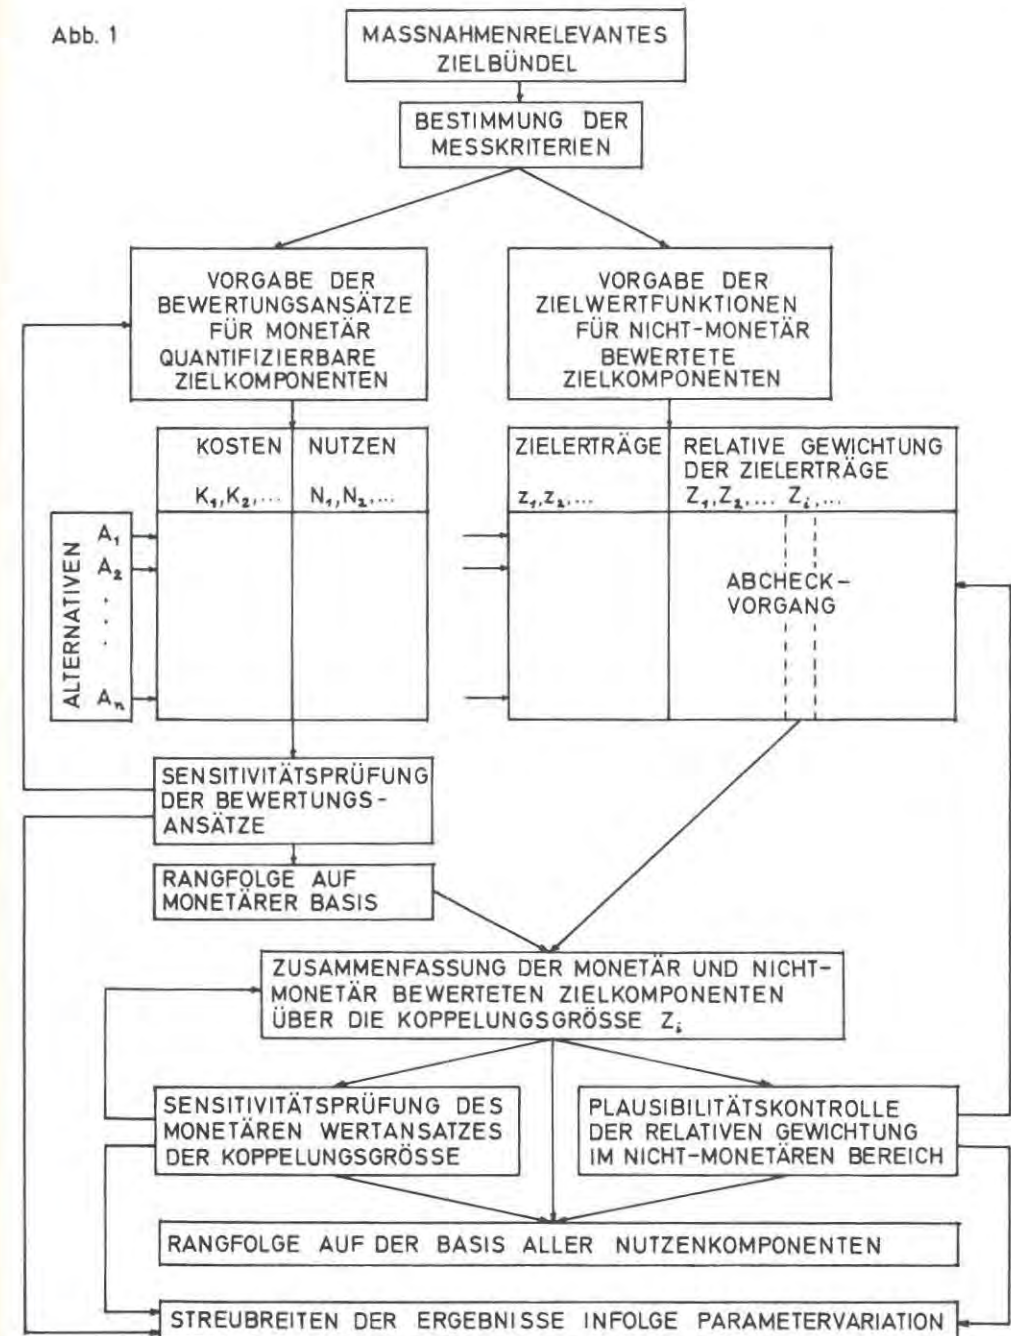 Abb. 1
MASSNAHMENRELEVANTES
ZIELBÜNDEL
BESTIMMUNG DER
MESSKRITERIEN
VORGABE DER
BEWERTUNGSANSÄTZE
FÜR MONETÄR
QUANTIFIZIERBARE
ZIELKOMPONENTEN
VORGABE DER
ZIELWERTFUNKTIONEN
FÜR NICHT-MONETÄR
BEWERTETE
ZIELKOMPONENTEN
KOSTEN
K₁,K₂,...
NUTZEN
N₁,N₂,...
ZIELERTRÄGE
Z₁,Z₂,...
RELATIVE GEWICHTUNG
DER ZIELERTRÄGE
Z₁,Z₂,... Zᵢ,...
ALTERNATIVEN
A₁
A₂
.
.
.
Aₙ
ABCHECK-
VORGANG
SENSITIVITÄTSPRÜFUNG
DER BEWERTUNGS-
ANSÄTZE
RANGFOLGE AUF
MONETÄRER BASIS
ZUSAMMENFASSUNG DER MONETÄR UND NICHT-
MONETÄR BEWERTETEN ZIELKOMPONENTEN
ÜBER DIE KOPPELUNGSGRÖSSE Zᵢ
SENSITIVITÄTSPRÜFUNG DES
MONETÄREN WERTANSATZES
DER KOPPELUNGSGRÖSSE
PLAUSIBILITÄTSKONTROLLE
DER RELATIVEN GEWICHTUNG
IM NICHT-MONETÄREN BEREICH
RANGFOLGE AUF DER BASIS ALLER NUTZENKOMPONENTEN
STREUBREITEN DER ERGEBNISSE INFOLGE PARAMETERVARIATION